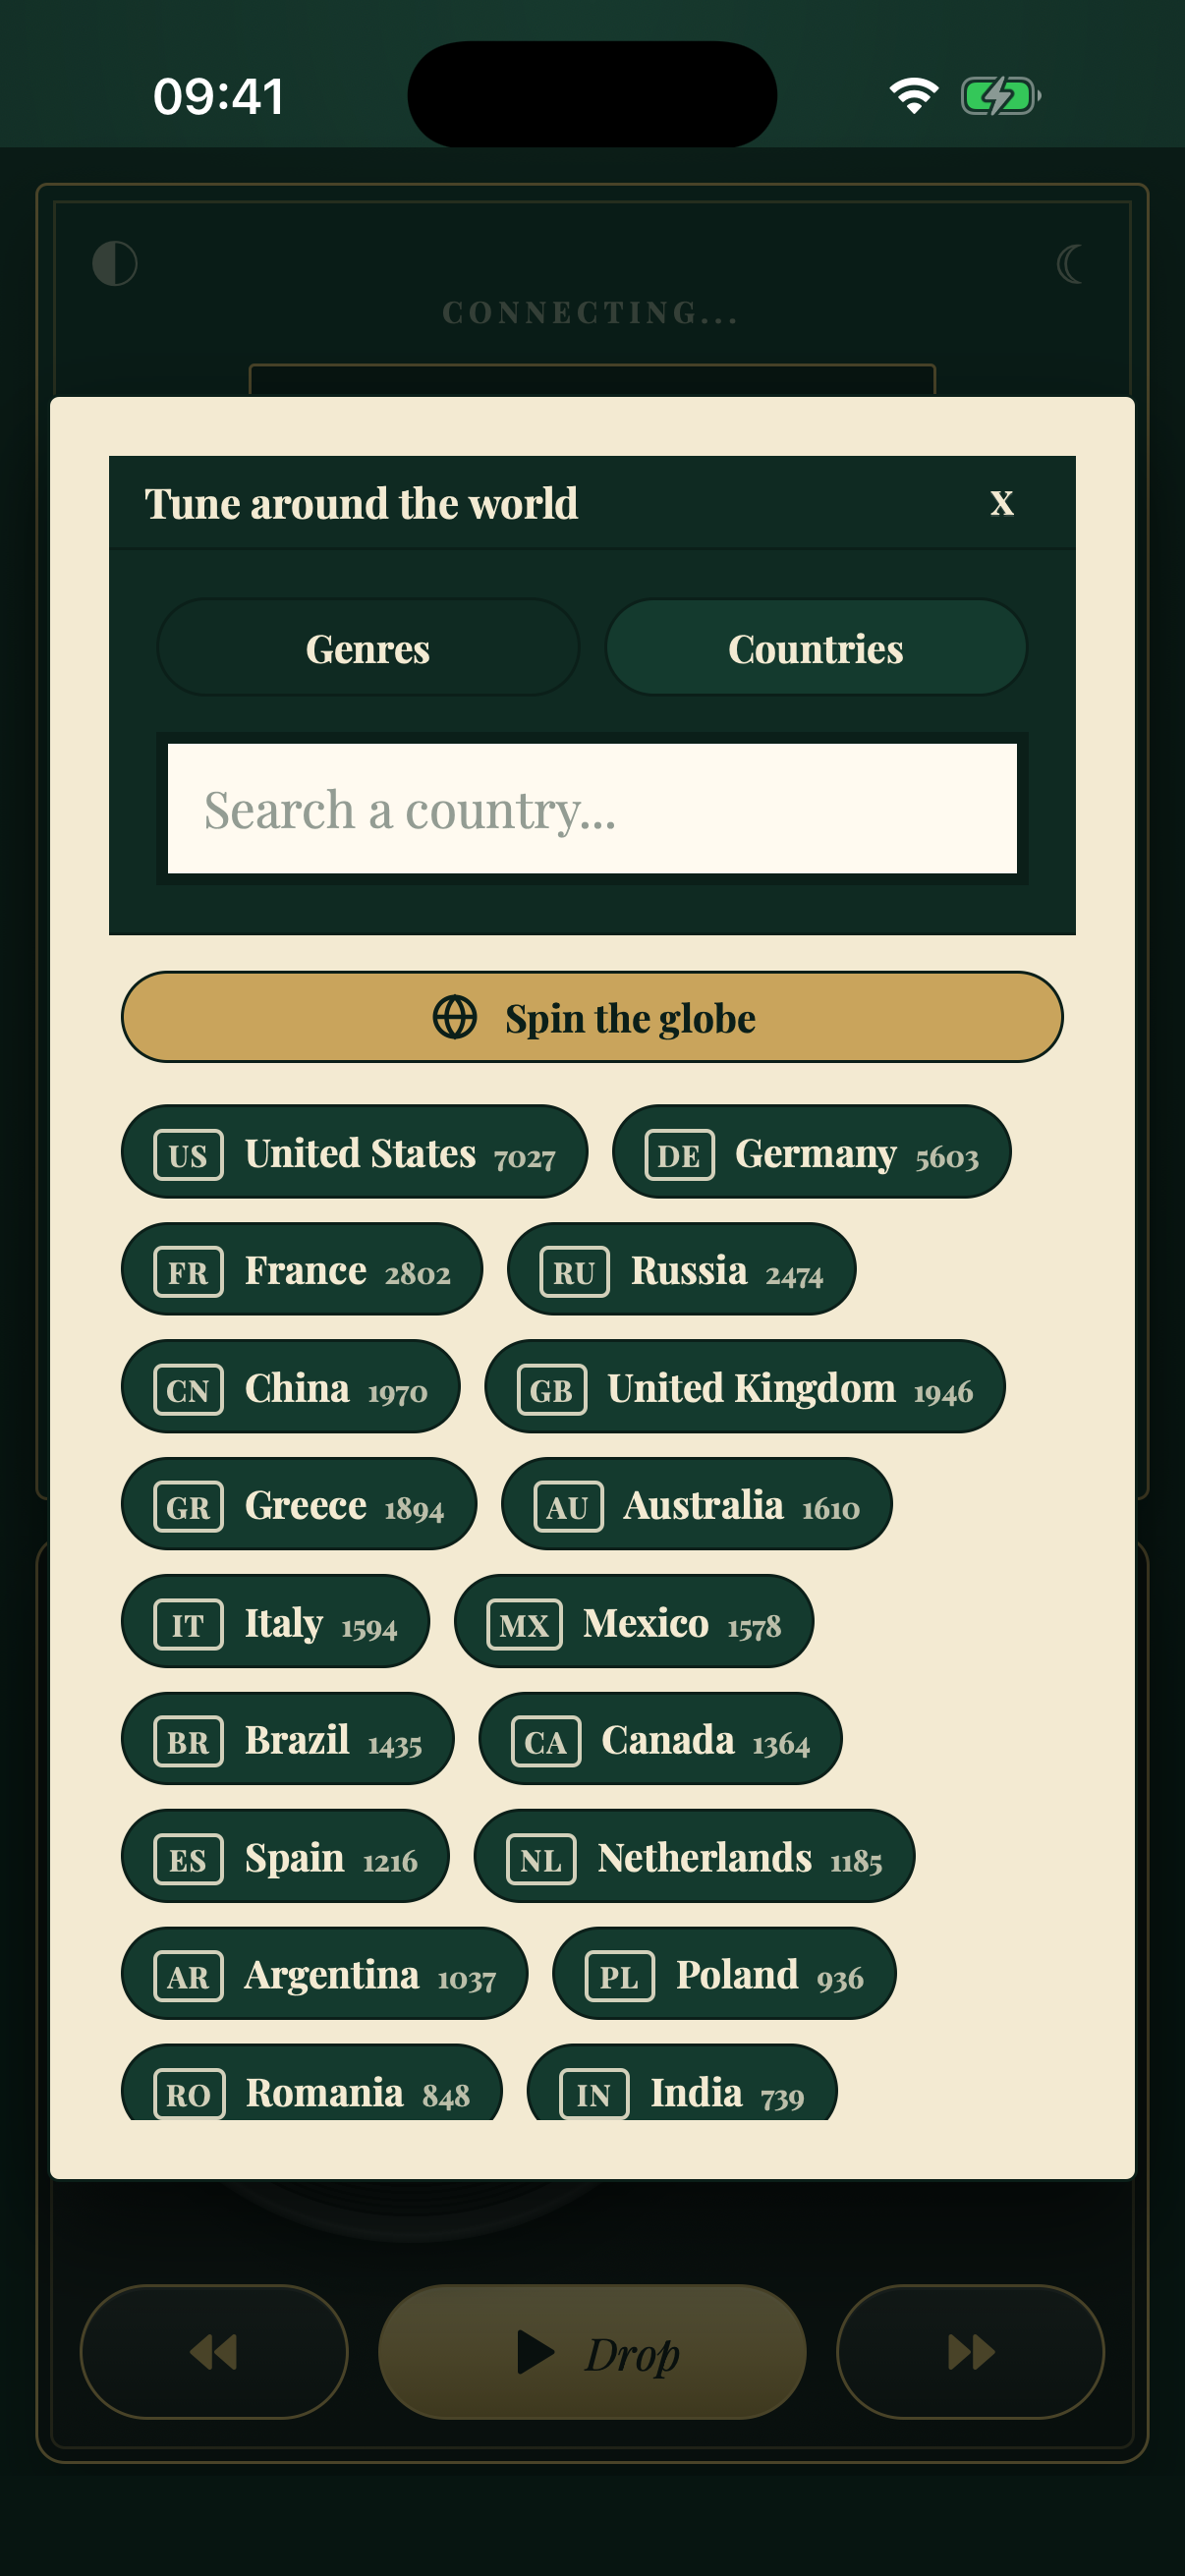 09:41
CONNECTING...
Tune around the world X
Genres Countries
Search a country...
Spin the globe
US United States 7027 DE Germany 5603
FR France 2802 RU Russia 2474
CN China 1970 GB United Kingdom 1946
GR Greece 1894 AU Australia 1610
IT Italy 1594 MX Mexico 1578
BR Brazil 1435 CA Canada 1364
ES Spain 1216 NL Netherlands 1185
AR Argentina 1037 PL Poland 936
RO Romania 848 IN India 739
Drop